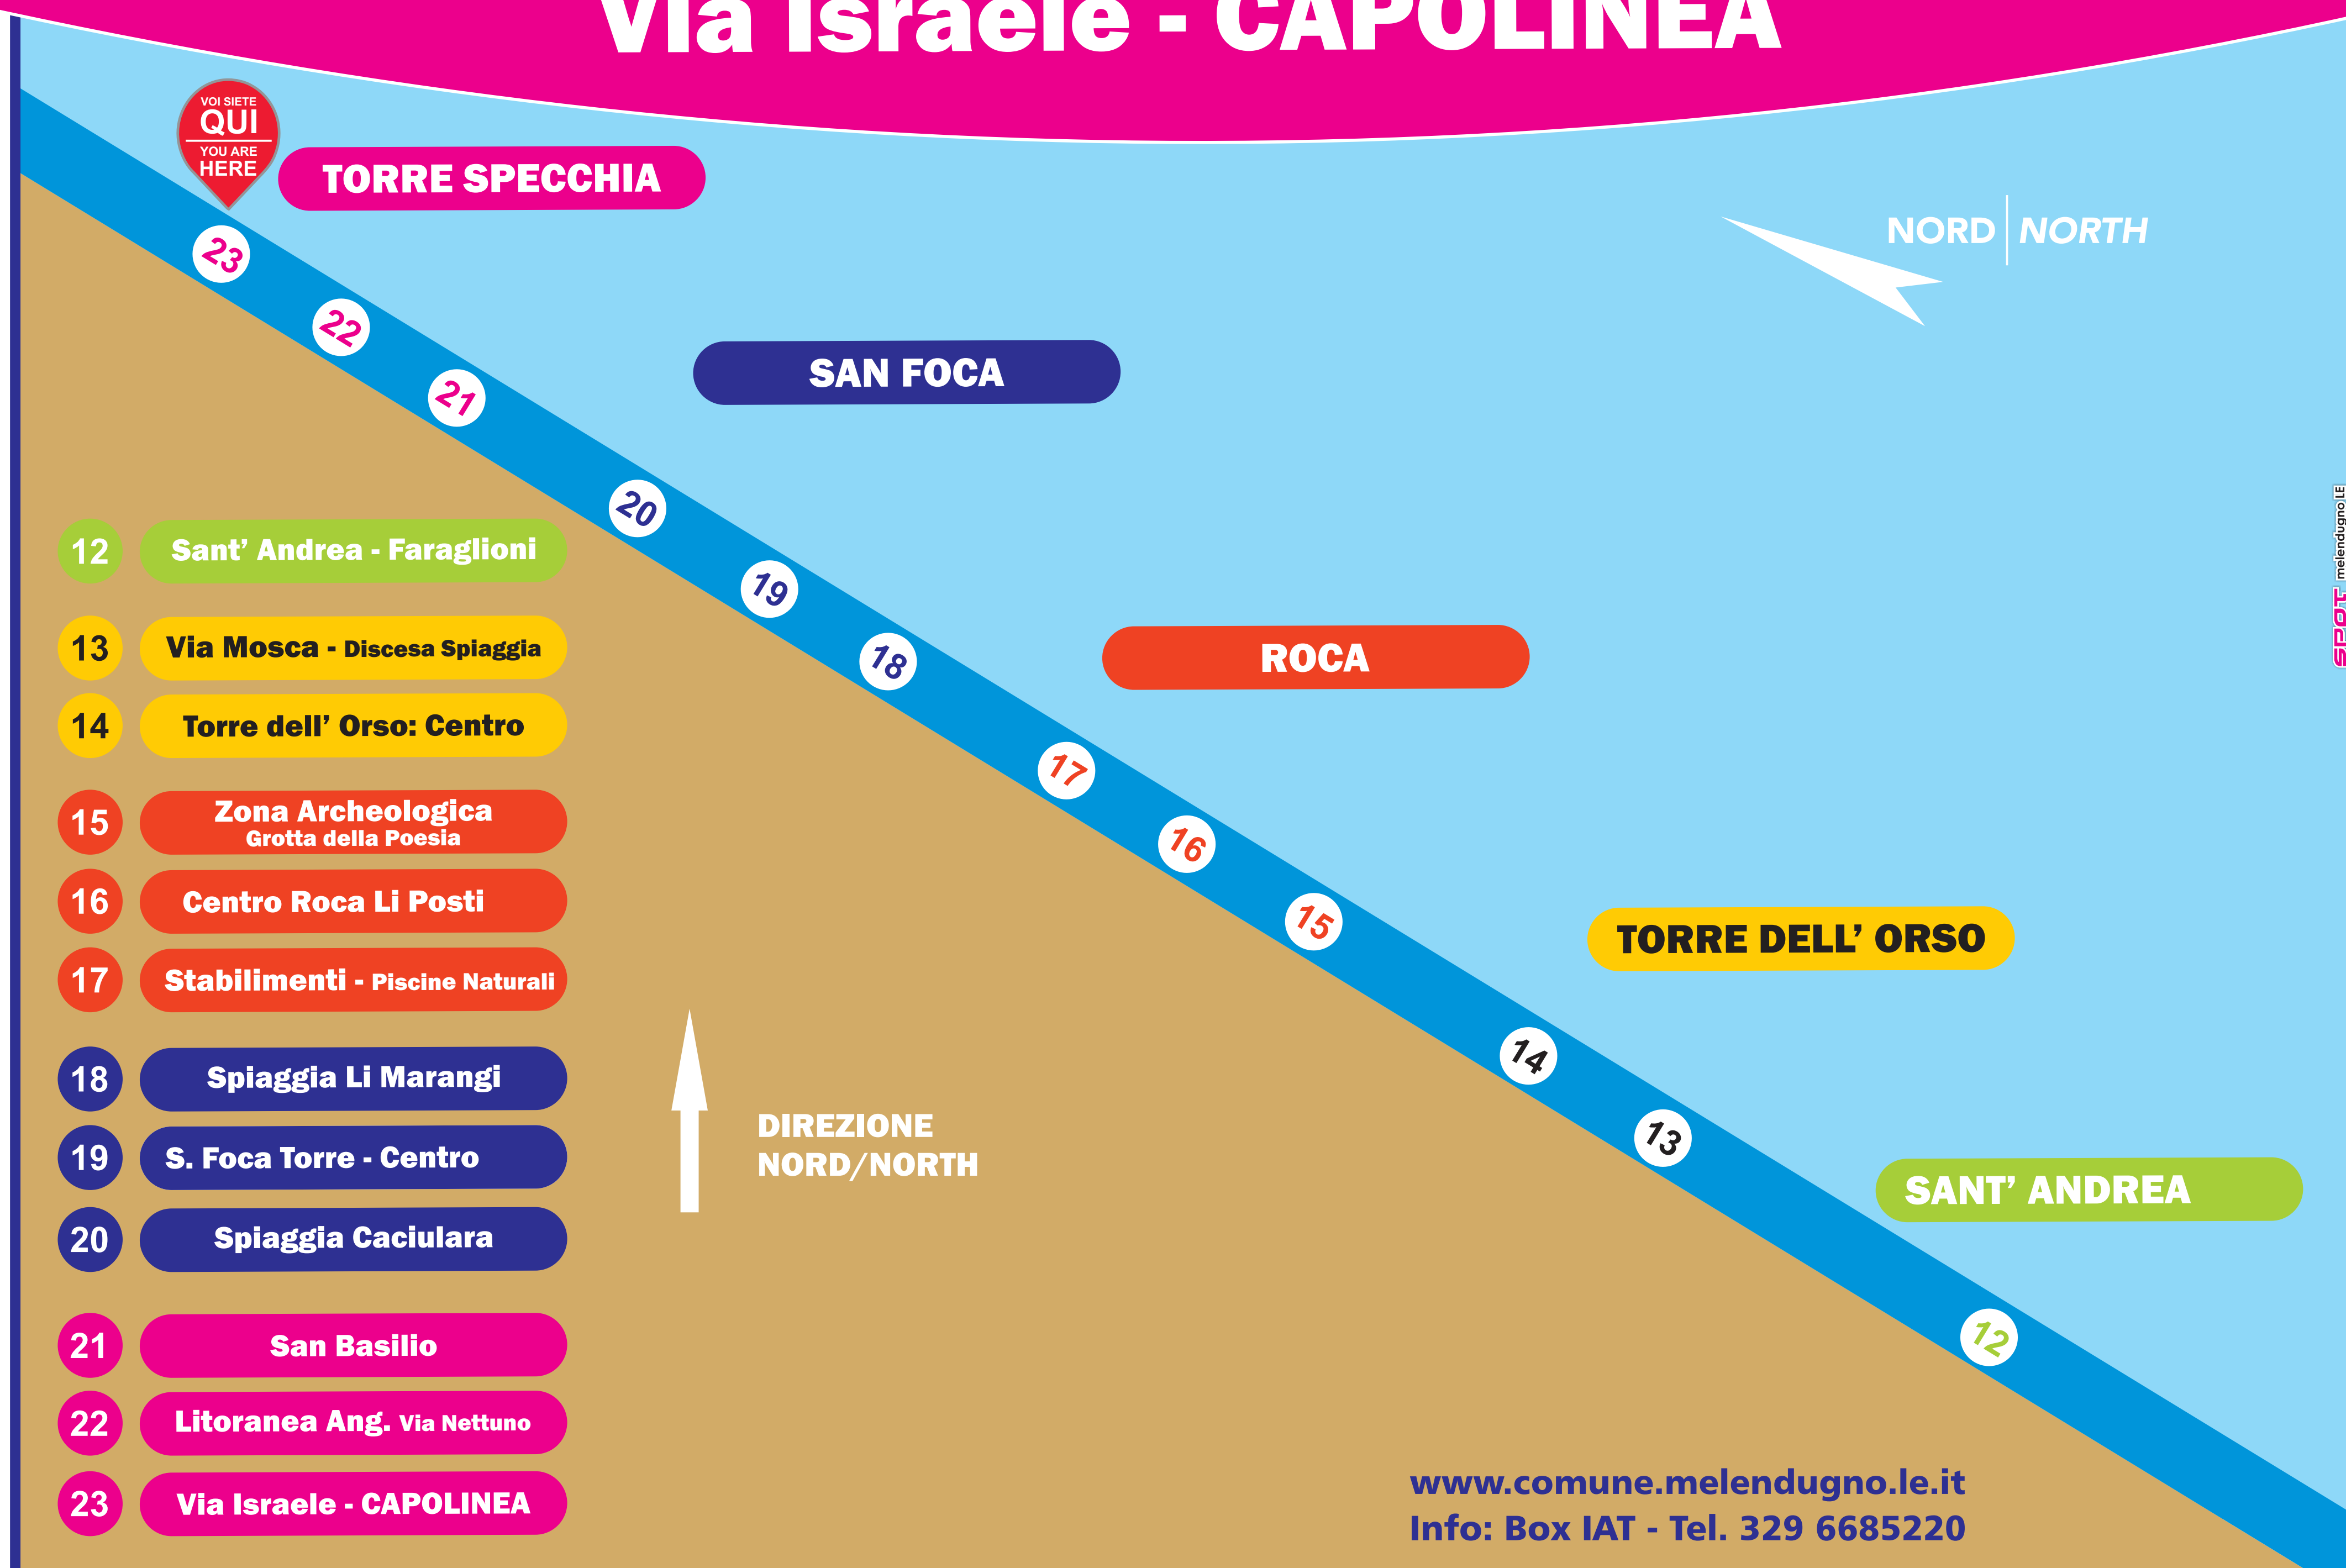 Via Israele - CAPOLINEA
VOI SIETE
QUI
YOU ARE
HERE
TORRE SPECCHIA
NORD NORTH
SAN FOCA
ROCA
TORRE DELL’ ORSO
SANT’ ANDREA
23
22
21
20
19
18
17
16
15
14
13
12
12 Sant’ Andrea - Faraglioni
13 Via Mosca - Discesa Spiaggia
14 Torre dell’ Orso: Centro
15 Zona Archeologica
Grotta della Poesia
16 Centro Roca Li Posti
17 Stabilimenti - Piscine Naturali
18 Spiaggia Li Marangi
19 S. Foca Torre - Centro
20 Spiaggia Caciulara
21 San Basilio
22 Litoranea Ang. Via Nettuno
23 Via Israele - CAPOLINEA
DIREZIONE
NORD/NORTH
www.comune.melendugno.le.it
Info: Box IAT - Tel. 329 6685220
SPOT melendugno LE